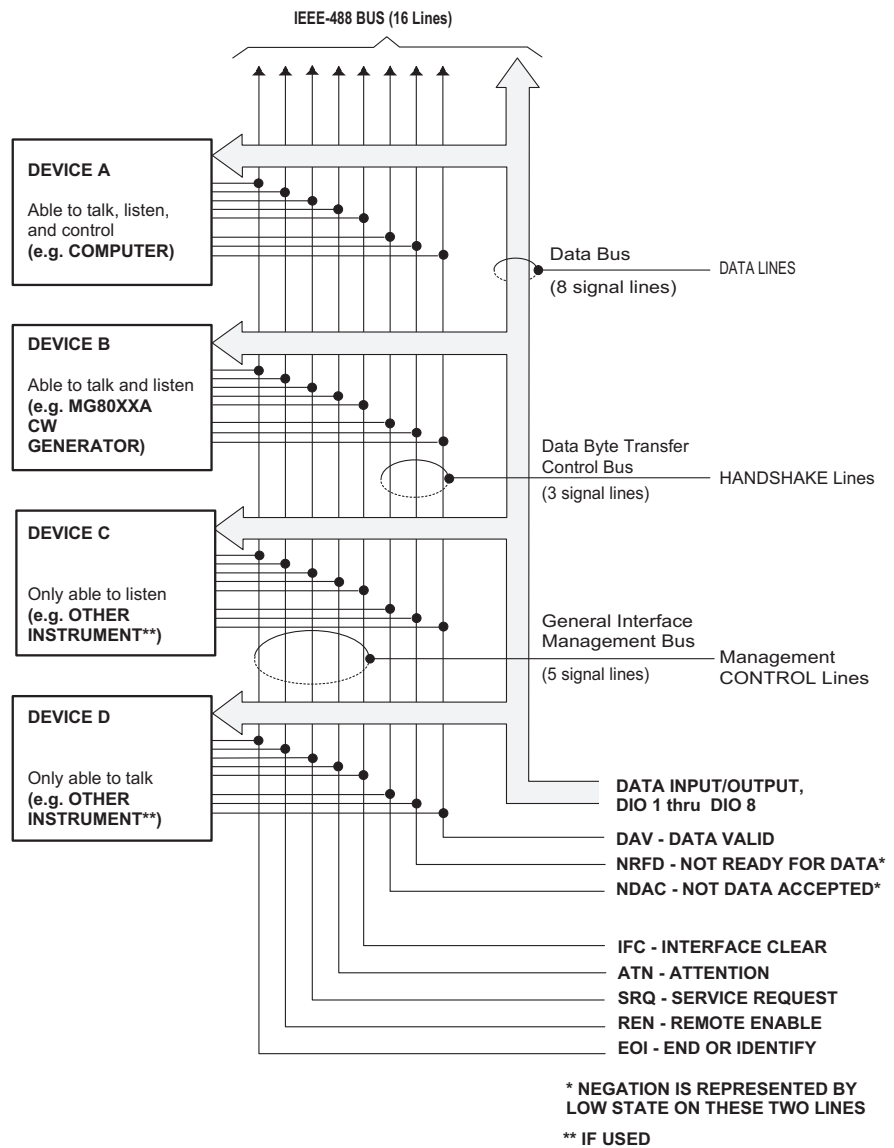 IEEE-488 BUS (16 Lines)
DEVICE A
Able to talk, listen,
and control
(e.g. COMPUTER)
Data Bus
(8 signal lines)
DATA LINES
DEVICE B
Able to talk and listen
(e.g. MG80XXA
CW
GENERATOR)
Data Byte Transfer
Control Bus
(3 signal lines)
HANDSHAKE Lines
DEVICE C
Only able to listen
(e.g. OTHER
INSTRUMENT**)
General Interface
Management Bus
(5 signal lines)
Management
CONTROL Lines
DEVICE D
Only able to talk
(e.g. OTHER
INSTRUMENT**)
DATA INPUT/OUTPUT,
DIO 1 thru DIO 8
DAV - DATA VALID
NRFD - NOT READY FOR DATA*
NDAC - NOT DATA ACCEPTED*
IFC - INTERFACE CLEAR
ATN - ATTENTION
SRQ - SERVICE REQUEST
REN - REMOTE ENABLE
EOI - END OR IDENTIFY
* NEGATION IS REPRESENTED BY
LOW STATE ON THESE TWO LINES
** IF USED